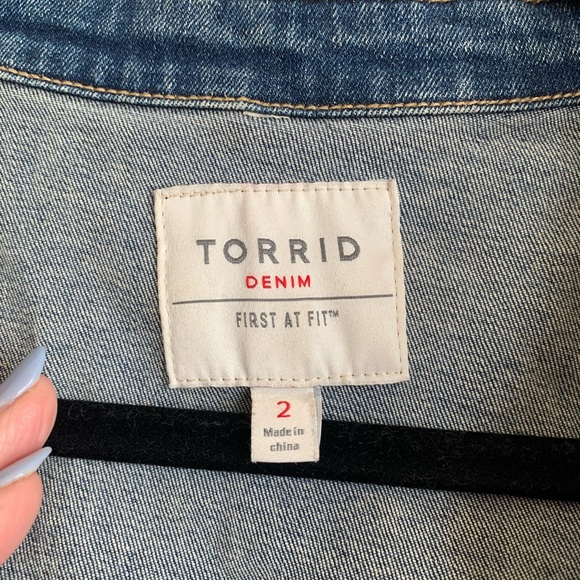 TORRID
DENIM
FIRST AT FIT™
2
Made in
china